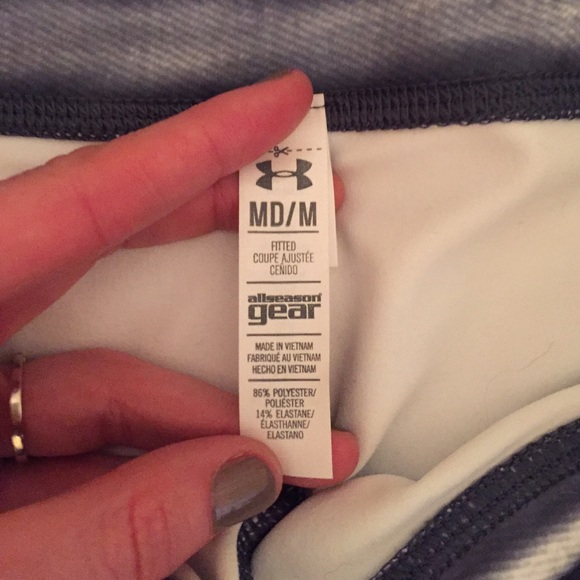 MD/M
FITTED
COUPE AJUSTÉE
CEÑIDO
allseason
gear
MADE IN VIETNAM
FABRIQUÉ AU VIETNAM
HECHO EN VIETNAM
86% POLYESTER/
POLIÉSTER
14% ELASTANE/
ÉLASTHANNE/
ELASTANO